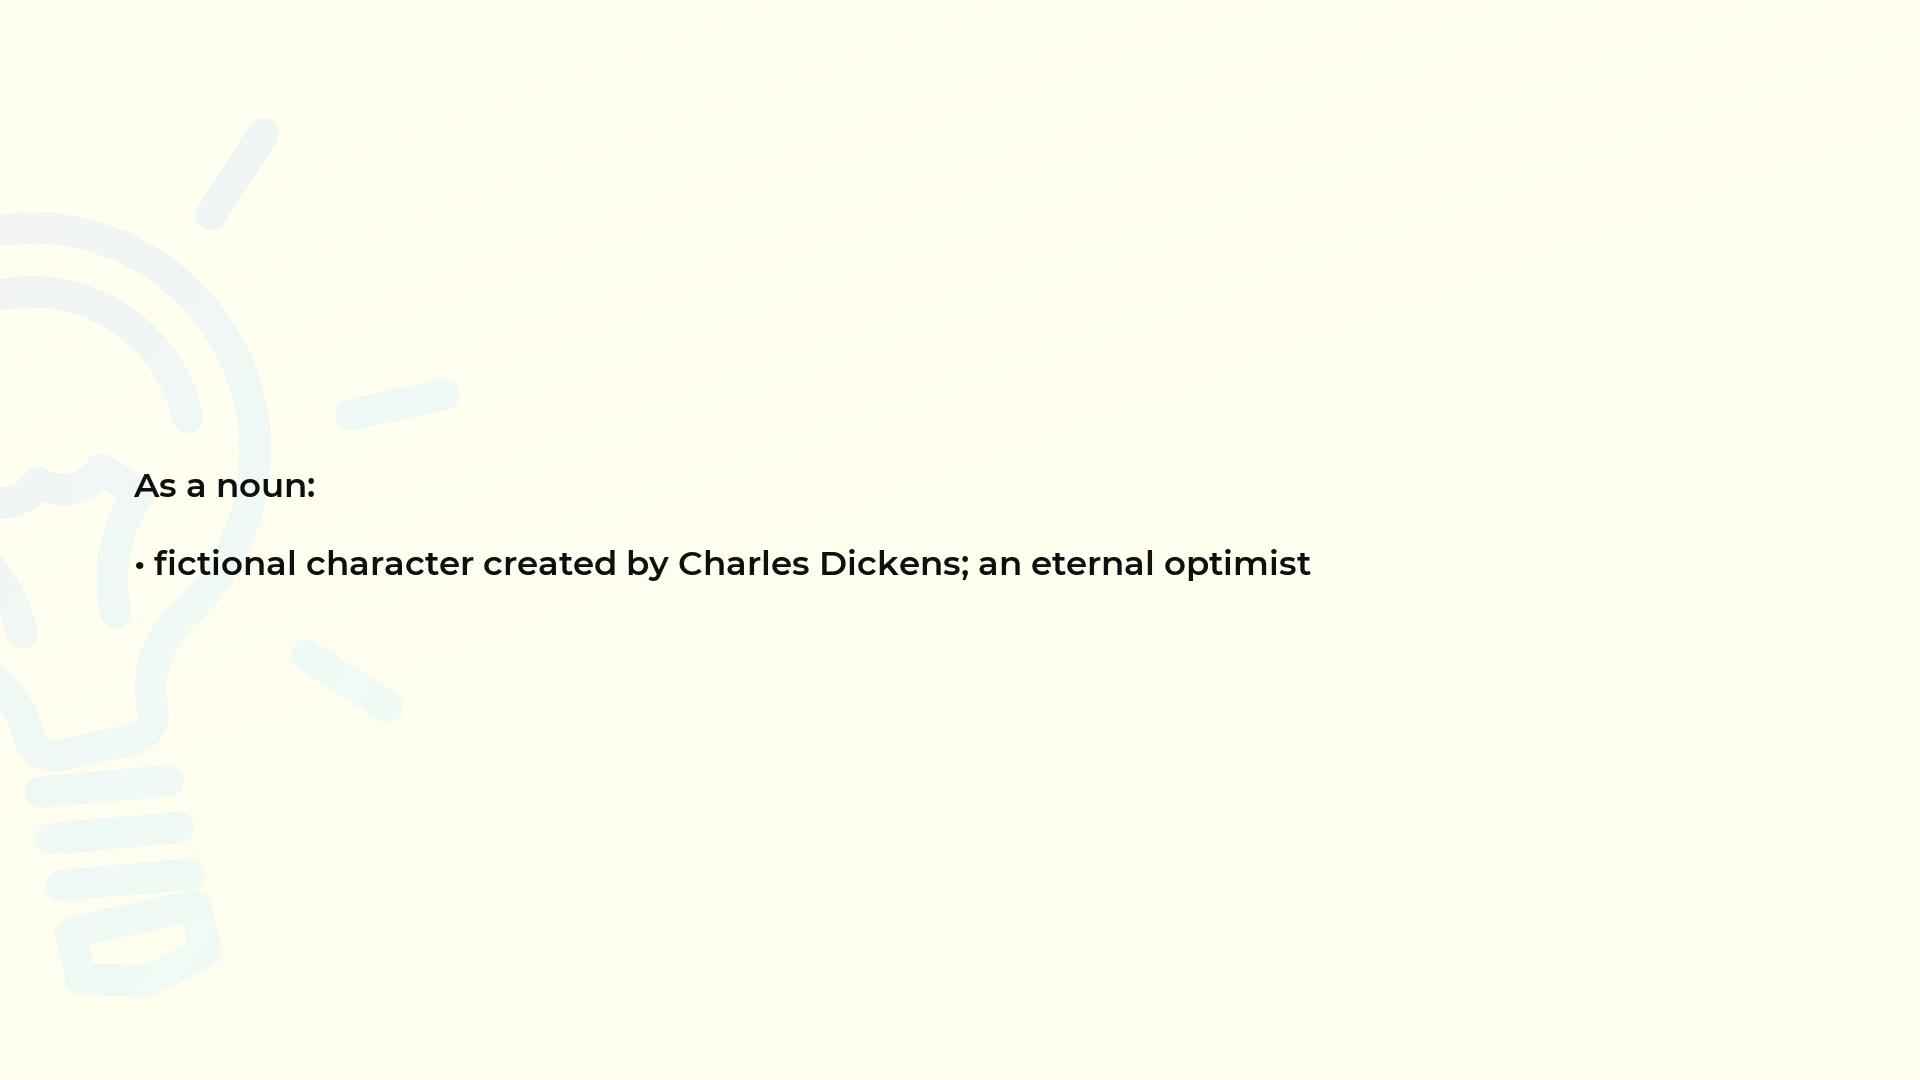 As a noun:
• fictional character created by Charles Dickens; an eternal optimist